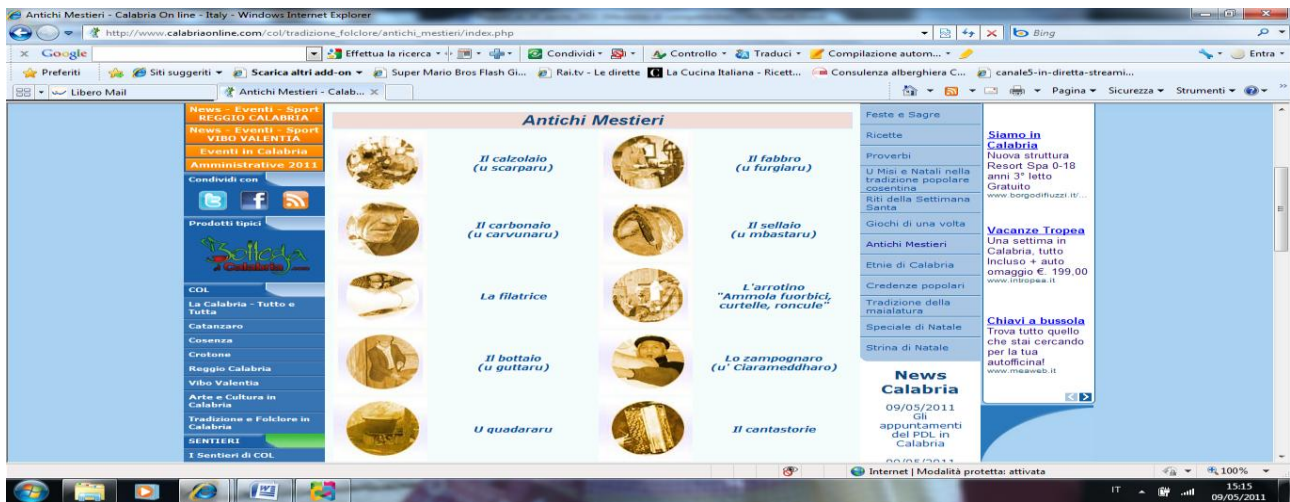 Antichi Mestieri - Calabria On line - Italy - Windows Internet Explorer
http://www.calabriaonline.com/col/tradizione_folclore/antichi_mestieri/index.php
Bing
Google
Effettua la ricerca
Condividi
Controllo
Traduci
Compilazione autom...
Entra
Preferiti
Siti suggeriti
Scarica altri add-on
Super Mario Bros Flash Gi...
Rai.tv - Le dirette
La Cucina Italiana - Ricett...
Consulenza alberghiera C...
canale5-in-diretta-streami...
Libero Mail
Antichi Mestieri - Calab...
Pagina
Sicurezza
Strumenti
News - Eventi - Sport
REGGIO CALABRIA
News - Eventi - Sport
VIBO VALENTIA
Eventi in Calabria
Amministrative 2011
Condividi con
Prodotti tipici
Bottega
di Calabria.com
COL
La Calabria - Tutto e
Tutta
Catanzaro
Cosenza
Crotone
Reggio Calabria
Vibo Valentia
Arte e Cultura in
Calabria
Tradizione e Folclore in
Calabria
SENTIERI
I Sentieri di COL
Antichi Mestieri
Il calzolaio
(u scarparu)
Il fabbro
(u furgiaru)
Il carbonaio
(u carvunaru)
Il sellaio
(u mbastaru)
La filatrice
L'arrotino
"Ammola fuorbici,
curtelle, roncule"
Il bottaio
(u guttaru)
Lo zampognaro
(u' Ciarameddharo)
U quadararu
Il cantastorie
Feste e Sagre
Ricette
Proverbi
U Misi e Natali nella
tradizione popolare
cosentina
Riti della Settimana
Santa
Giochi di una volta
Antichi Mestieri
Etnie di Calabria
Credenze popolari
Tradizione della
maialatura
Speciale di Natale
Strina di Natale
News
Calabria
09/05/2011
Gli
appuntamenti
del PDL in
Calabria
09/05/2011
Siamo in
Calabria
Nuova struttura
Resort Spa 0-18
anni 3° letto
Gratuito
www.borgodifiuzzi.it/...
Vacanze Tropea
Una settima in
Calabria, tutto
Incluso + auto
omaggio €. 199,00
www.intropea.it
Chiavi a bussola
Trova tutto quello
che stai cercando
per la tua
autofficina!
www.meaweb.it
Internet | Modalità protetta: attivata
100%
IT
15:15
09/05/2011